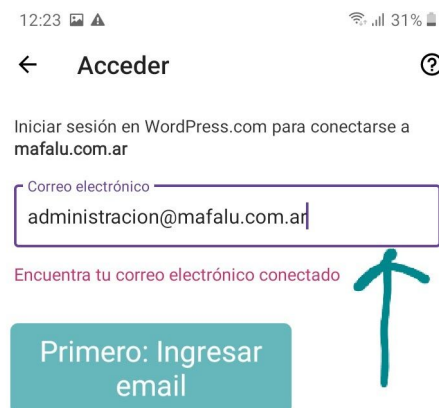 12:23 31%
Acceder
Iniciar sesión en WordPress.com para conectarse a
mafalu.com.ar
Correo electrónico
administracion@mafalu.com.ar
Encuentra tu correo electrónico conectado
Primero: Ingresar
email